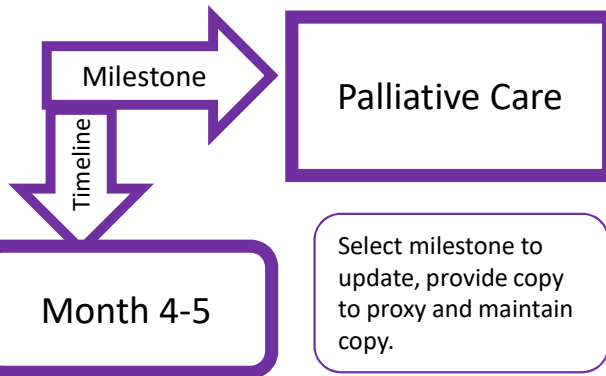 Milestone
Palliative Care
Timeline
Month 4-5
Select milestone to
update, provide copy
to proxy and maintain
copy.